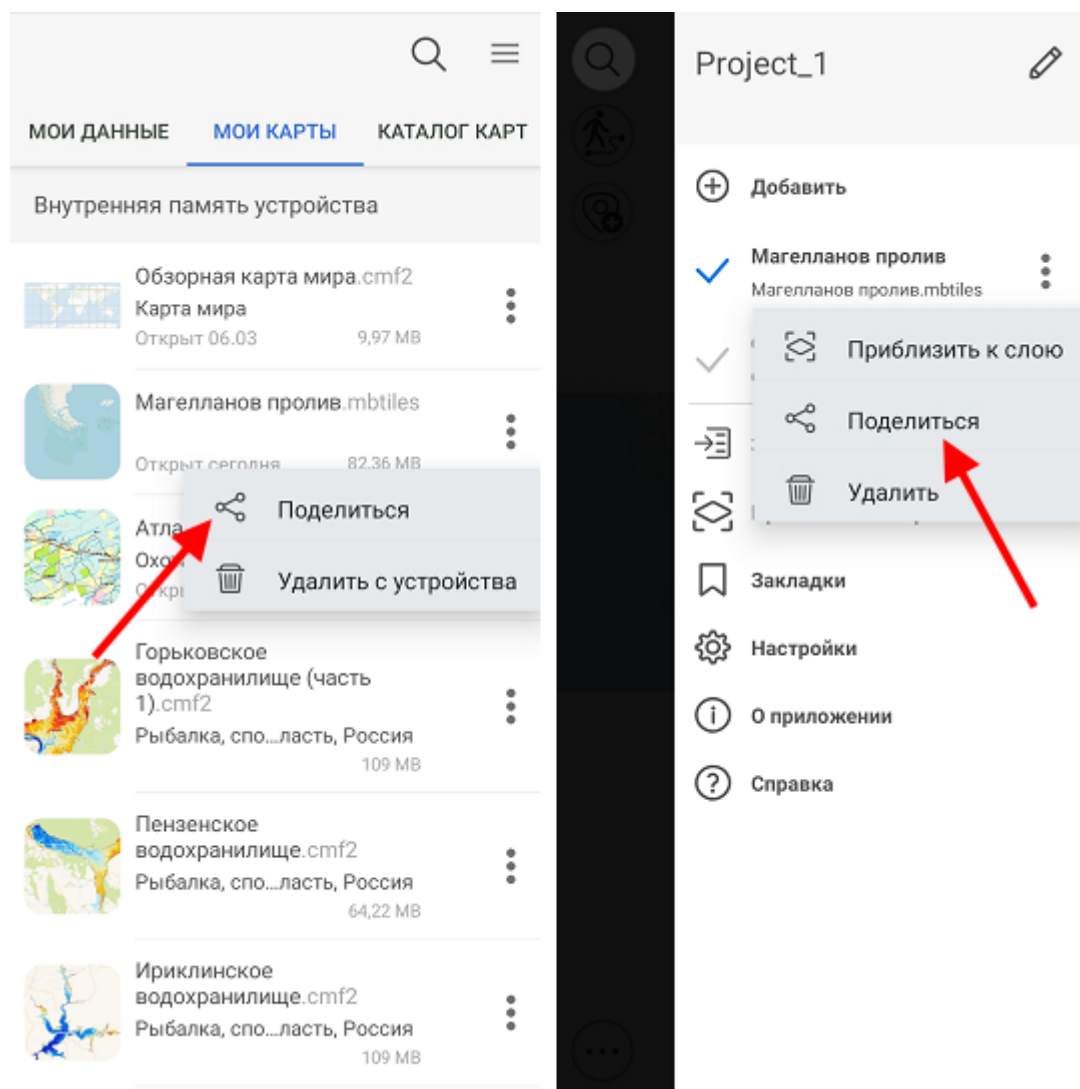 МОИ ДАННЫЕ МОИ КАРТЫ КАТАЛОГ КАРТ
Внутренняя память устройства
Обзорная карта мира.cmf2
Карта мира
Открыт 06.03 9,97 MB
Магелланов пролив.mbtiles
Открыт сегодня 82,36 MB
Поделиться
Удалить с устройства
Горьковское
водохранилище (часть
1).cmf2
Рыбалка, спо...ласть, Россия
109 MB
Пензенское
водохранилище.cmf2
Рыбалка, спо...ласть, Россия
64,22 MB
Ириклинское
водохранилище.cmf2
Рыбалка, спо...ласть, Россия
109 MB
Project_1
Добавить
Магелланов пролив
Магелланов пролив.mbtiles
Приблизить к слою
Поделиться
Удалить
Закладки
Настройки
О приложении
Справка